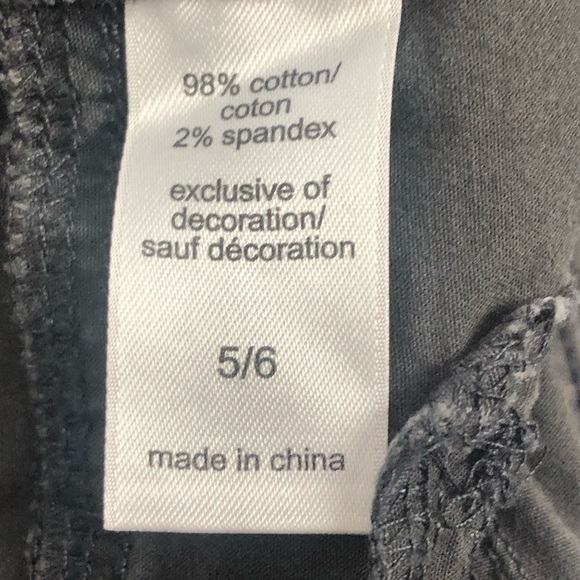 98% cotton/
coton
2% spandex
exclusive of
decoration/
sauf décoration
5/6
made in china